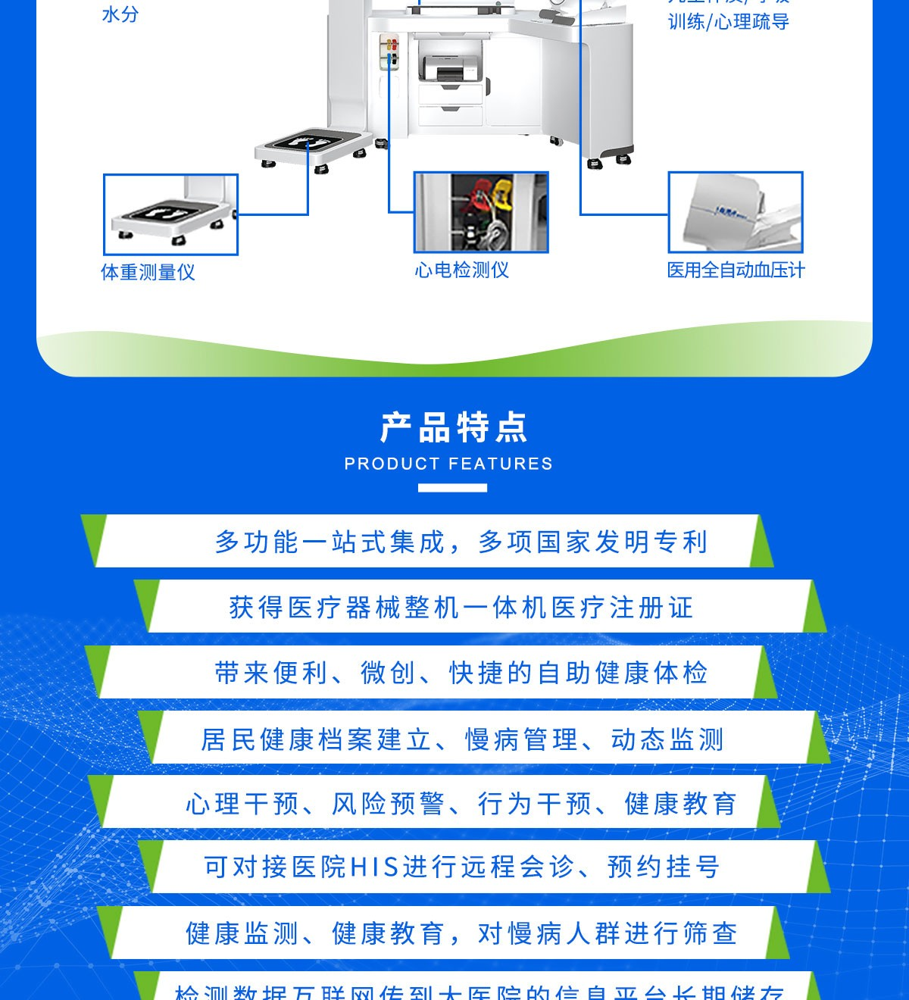 水分
训练/心理疏导
体重测量仪
心电检测仪
医用全自动血压计
产品特点
PRODUCT FEATURES
多功能一站式集成，多项国家发明专利
获得医疗器械整机一体机医疗注册证
带来便利、微创、快捷的自助健康体检
居民健康档案建立、慢病管理、动态监测
心理干预、风险预警、行为干预、健康教育
可对接医院HIS进行远程会诊、预约挂号
健康监测、健康教育，对慢病人群进行筛查
检测数据互联网传到大医院的信息平台长期储存